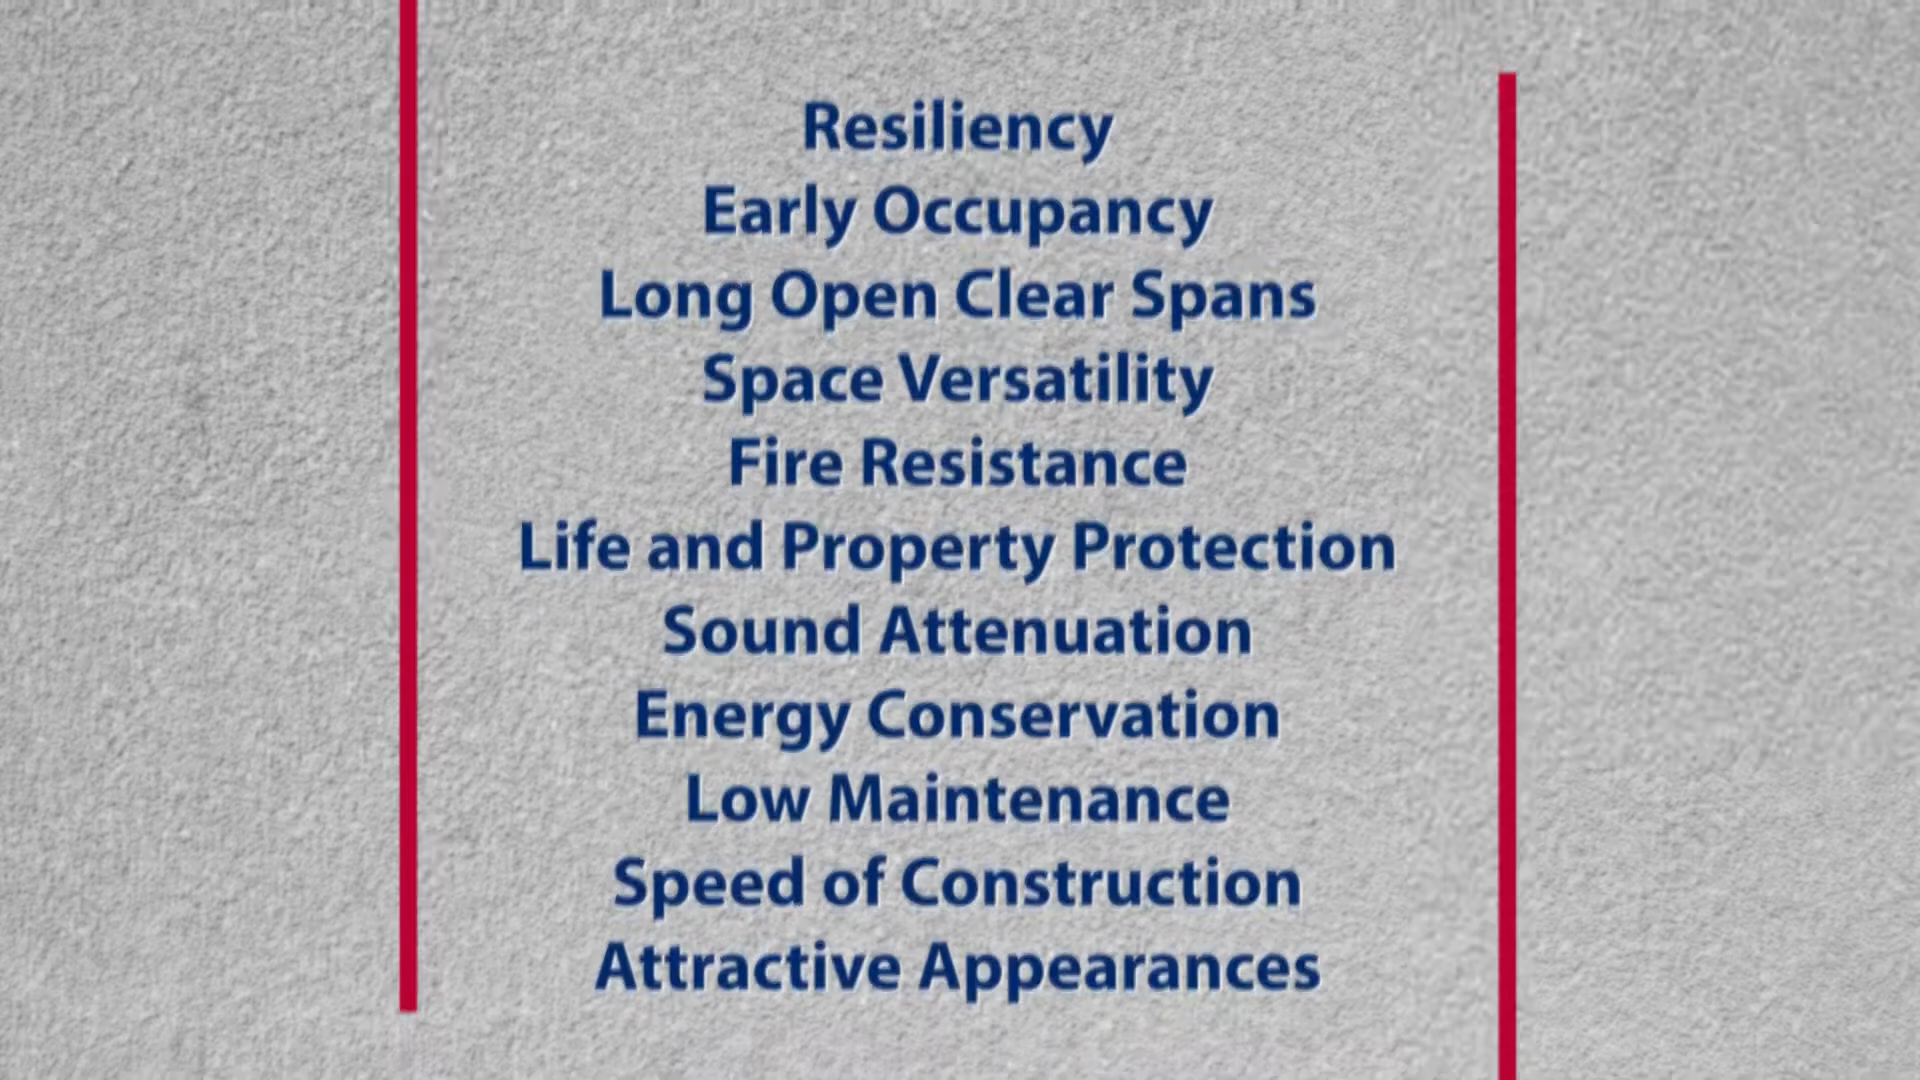 Resiliency
Early Occupancy
Long Open Clear Spans
Space Versatility
Fire Resistance
Life and Property Protection
Sound Attenuation
Energy Conservation
Low Maintenance
Speed of Construction
Attractive Appearances